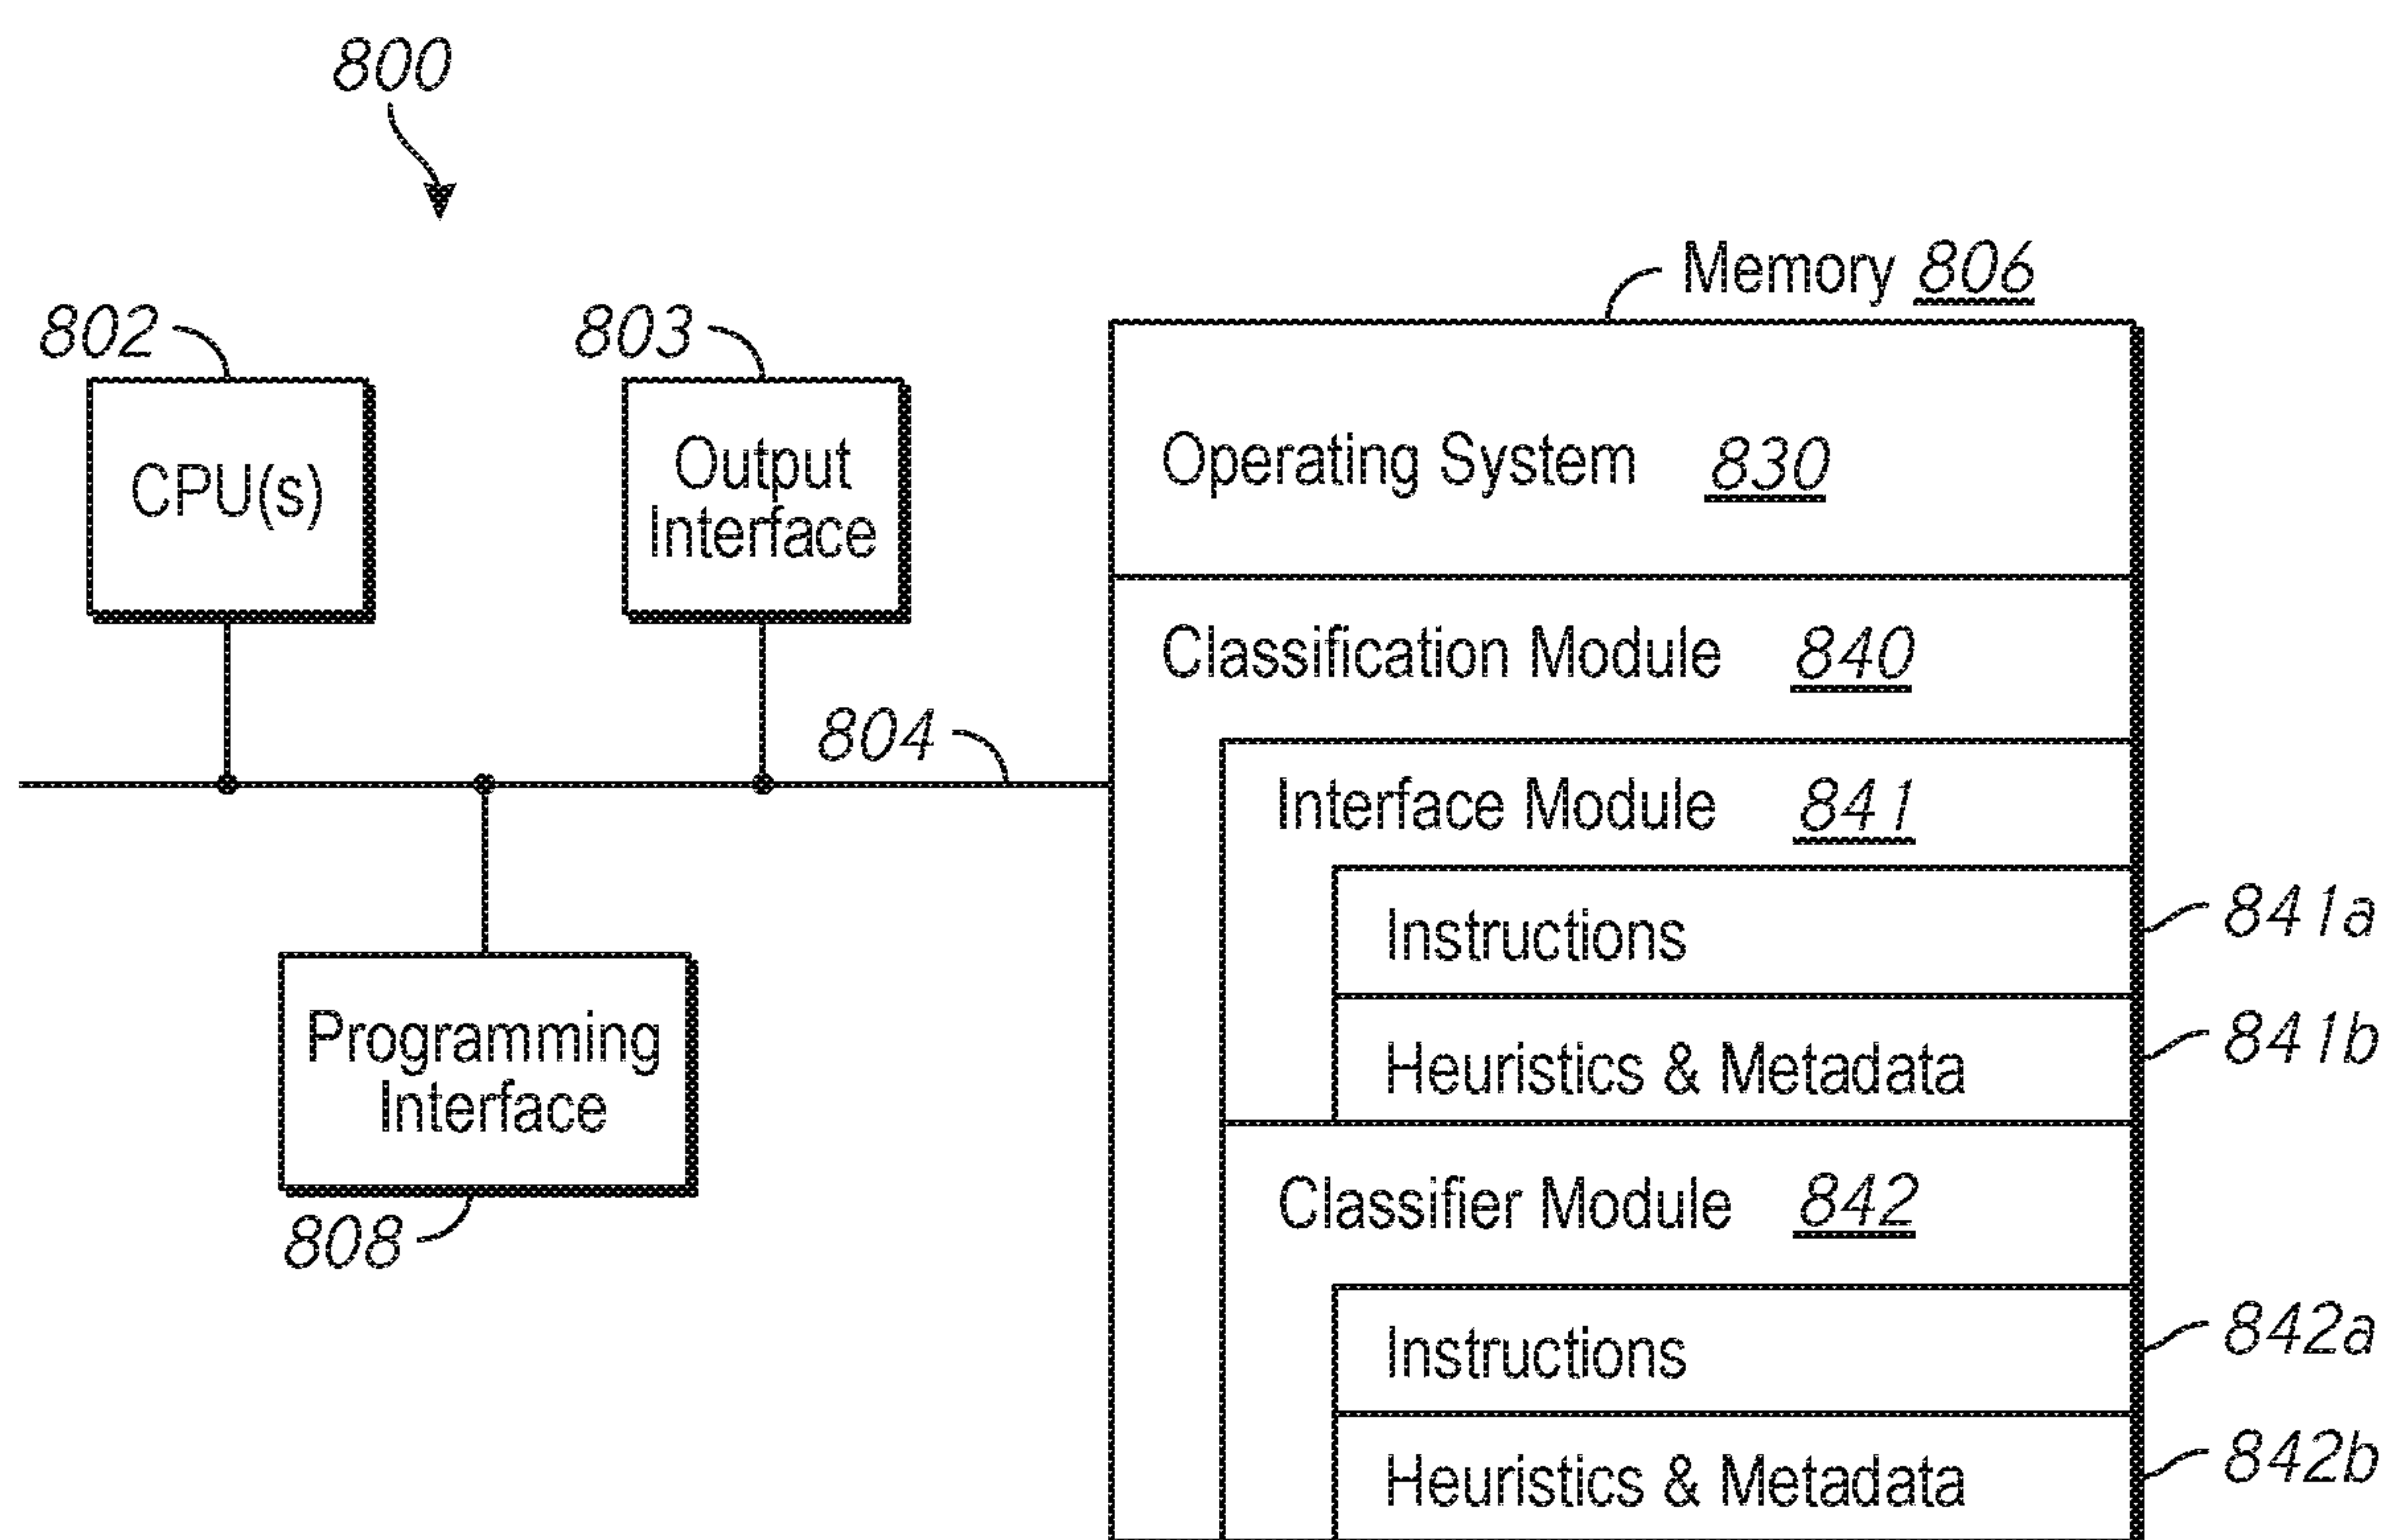 800
Memory 806
802
803
CPU(s)
Output
Interface
Operating System 830
Classification Module 840
804
Interface Module 841
Instructions
841a
Heuristics & Metadata
841b
Programming
Interface
808
Classifier Module 842
Instructions
842a
Heuristics & Metadata
842b